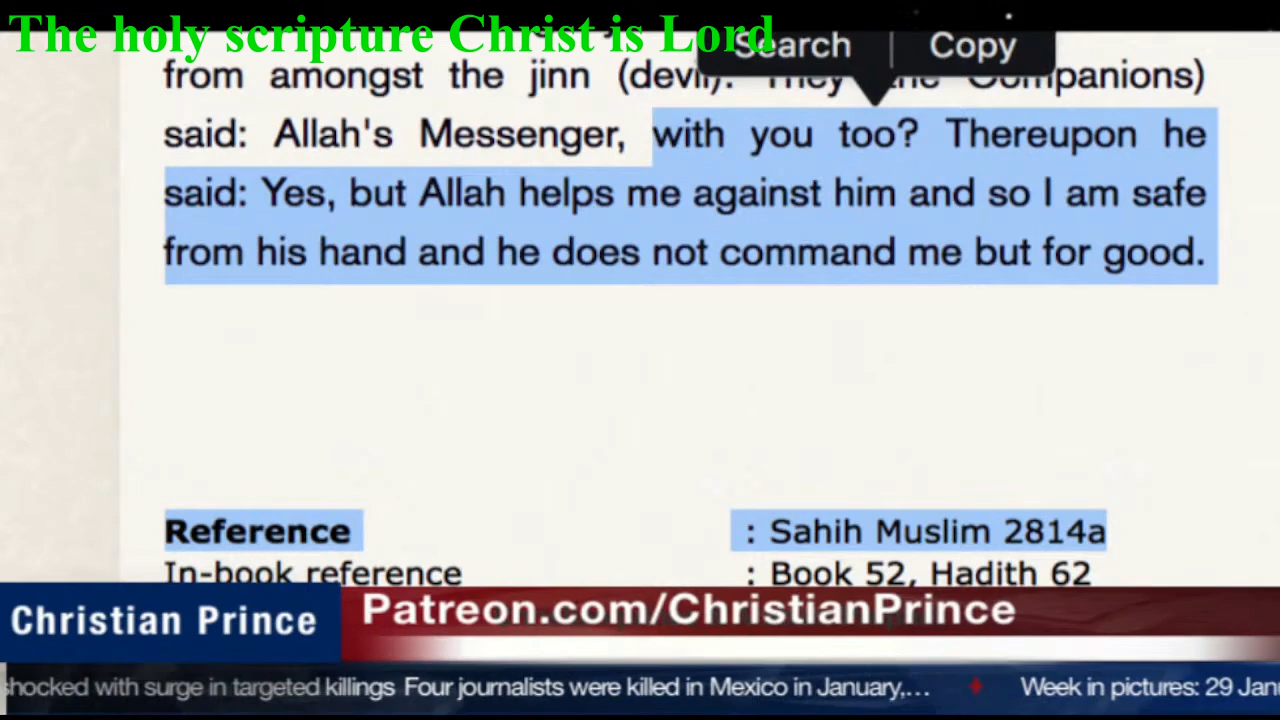 The holy scripture Christ is Lord
Search | Copy
from amongst the jinn (devil). They (the Companions)
said: Allah's Messenger, with you too? Thereupon he
said: Yes, but Allah helps me against him and so I am safe
from his hand and he does not command me but for good.
Reference : Sahih Muslim 2814a
In-book reference : Book 52, Hadith 62
Christian Prince
Patreon.com/ChristianPrince
shocked with surge in targeted killings Four journalists were killed in Mexico in January,... Week in pictures: 29 Jan